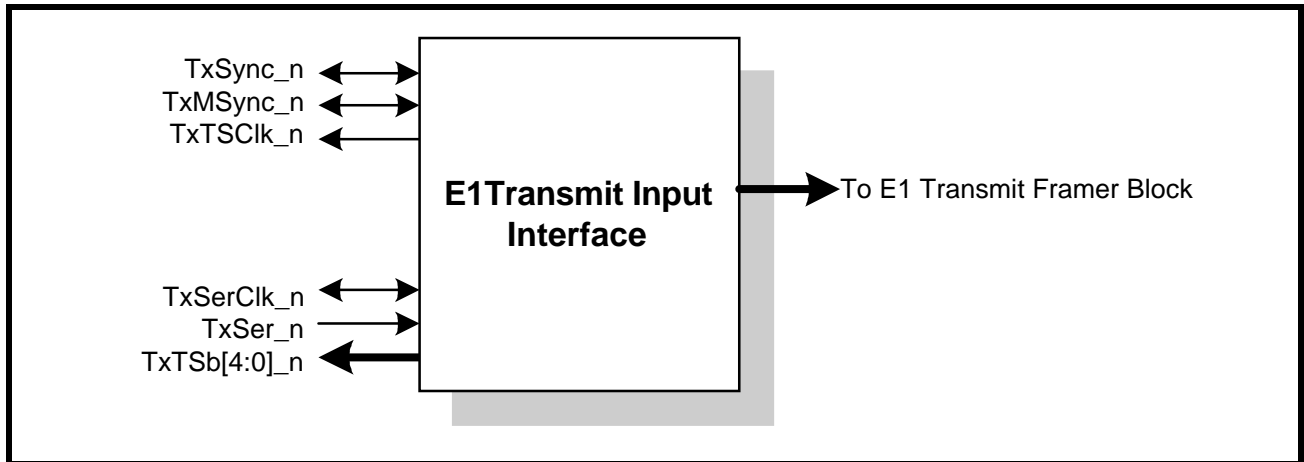 TxSync_n
TxMSync_n
TxTSClk_n
E1Transmit Input
Interface
To E1 Transmit Framer Block
TxSerClk_n
TxSer_n
TxTSb[4:0]_n